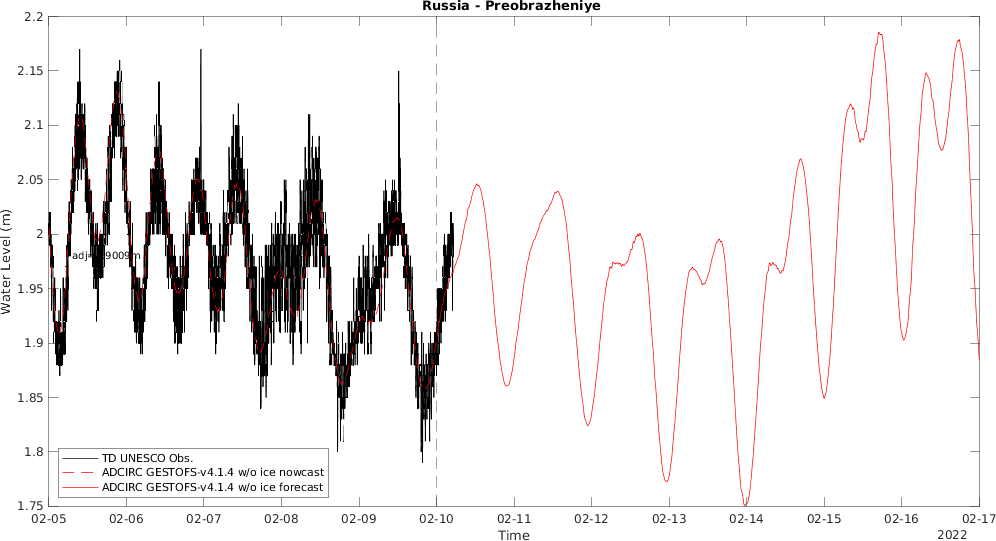 Russia - Preobrazheniye
2.2
2.15
2.1
2.05
2
1.95
1.9
1.85
1.8
1.75
Water Level (m)
TD UNESCO Obs.
ADCIRC GESTOFS-v4.1.4 w/o ice nowcast
ADCIRC GESTOFS-v4.1.4 w/o ice forecast
02-05 02-06 02-07 02-08 02-09 02-10 02-11 02-12 02-13 02-14 02-15 02-16 02-17
Time
2022